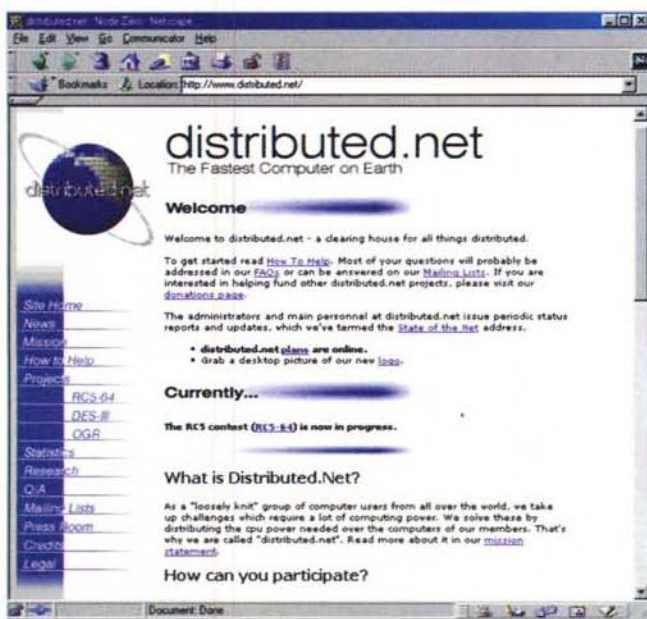 distributed.net: Node Zero - Netscape
File Edit View Go Communicator Help
Bookmarks Location: http://www.distributed.net/
distributed.net
distributed.net
The Fastest Computer on Earth
Welcome
Welcome to distributed.net - a clearing house for all things distributed.
To get started read How To Help. Most of your questions will probably be
addressed in our FAQs or can be answered on our Mailing Lists. If you are
interested in helping fund other distributed.net projects, please visit our
donations page.
The administrators and main personnel at distributed.net issue periodic status
reports and updates, which we've termed the State of the Net address.
• distributed.net plans are online.
• Grab a desktop picture of our new logo.
Currently...
The RC5 contest (RC5-64) is now in progress.
What is Distributed.Net?
As a "loosely knit" group of computer users from all over the world, we take
up challenges which require a lot of computing power. We solve these by
distributing the cpu power needed over the computers of our members. That's
why we are called "distributed.net". Read more about it in our mission
statement.
How can you participate?
Site Home
News
Mission
How to Help
Projects
RC5-64
DES-III
OGR
Statistics
Research
Q/A
Mailing Lists
Press Room
Credits
Legal
Document: Done